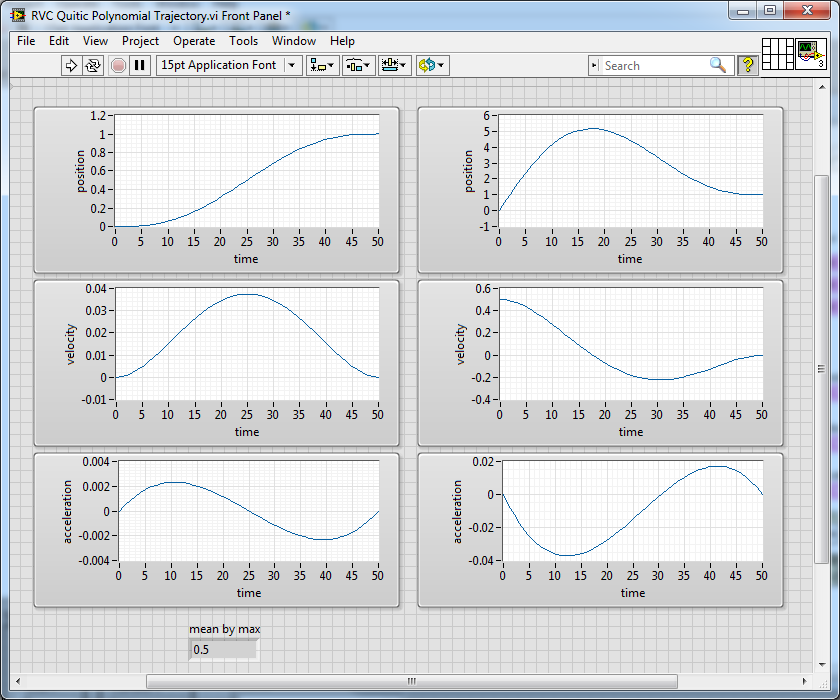 RVC Quitic Polynomial Trajectory.vi Front Panel *
File Edit View Project Operate Tools Window Help
15pt Application Font
Search
?
3
1.2
1
0.8
0.6
0.4
0.2
0
position
0 5 10 15 20 25 30 35 40 45 50
time
6
5
4
3
2
1
0
-1
position
0 5 10 15 20 25 30 35 40 45 50
time
0.04
0.03
0.02
0.01
0
-0.01
velocity
0 5 10 15 20 25 30 35 40 45 50
time
0.6
0.4
0.2
0
-0.2
-0.4
velocity
0 5 10 15 20 25 30 35 40 45 50
time
0.004
0.002
0
-0.002
-0.004
acceleration
0 5 10 15 20 25 30 35 40 45 50
time
0.02
0
-0.02
-0.04
acceleration
0 5 10 15 20 25 30 35 40 45 50
time
mean by max
0.5